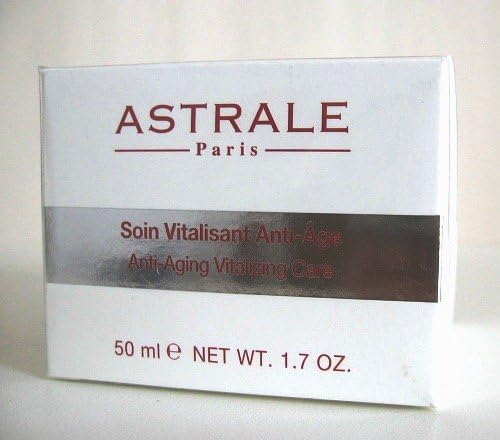 ASTRALE
Paris
Soin Vitalisant Anti-Âge
Anti-Aging Vitalizing Care
50 ml ℮ NET WT. 1.7 OZ.